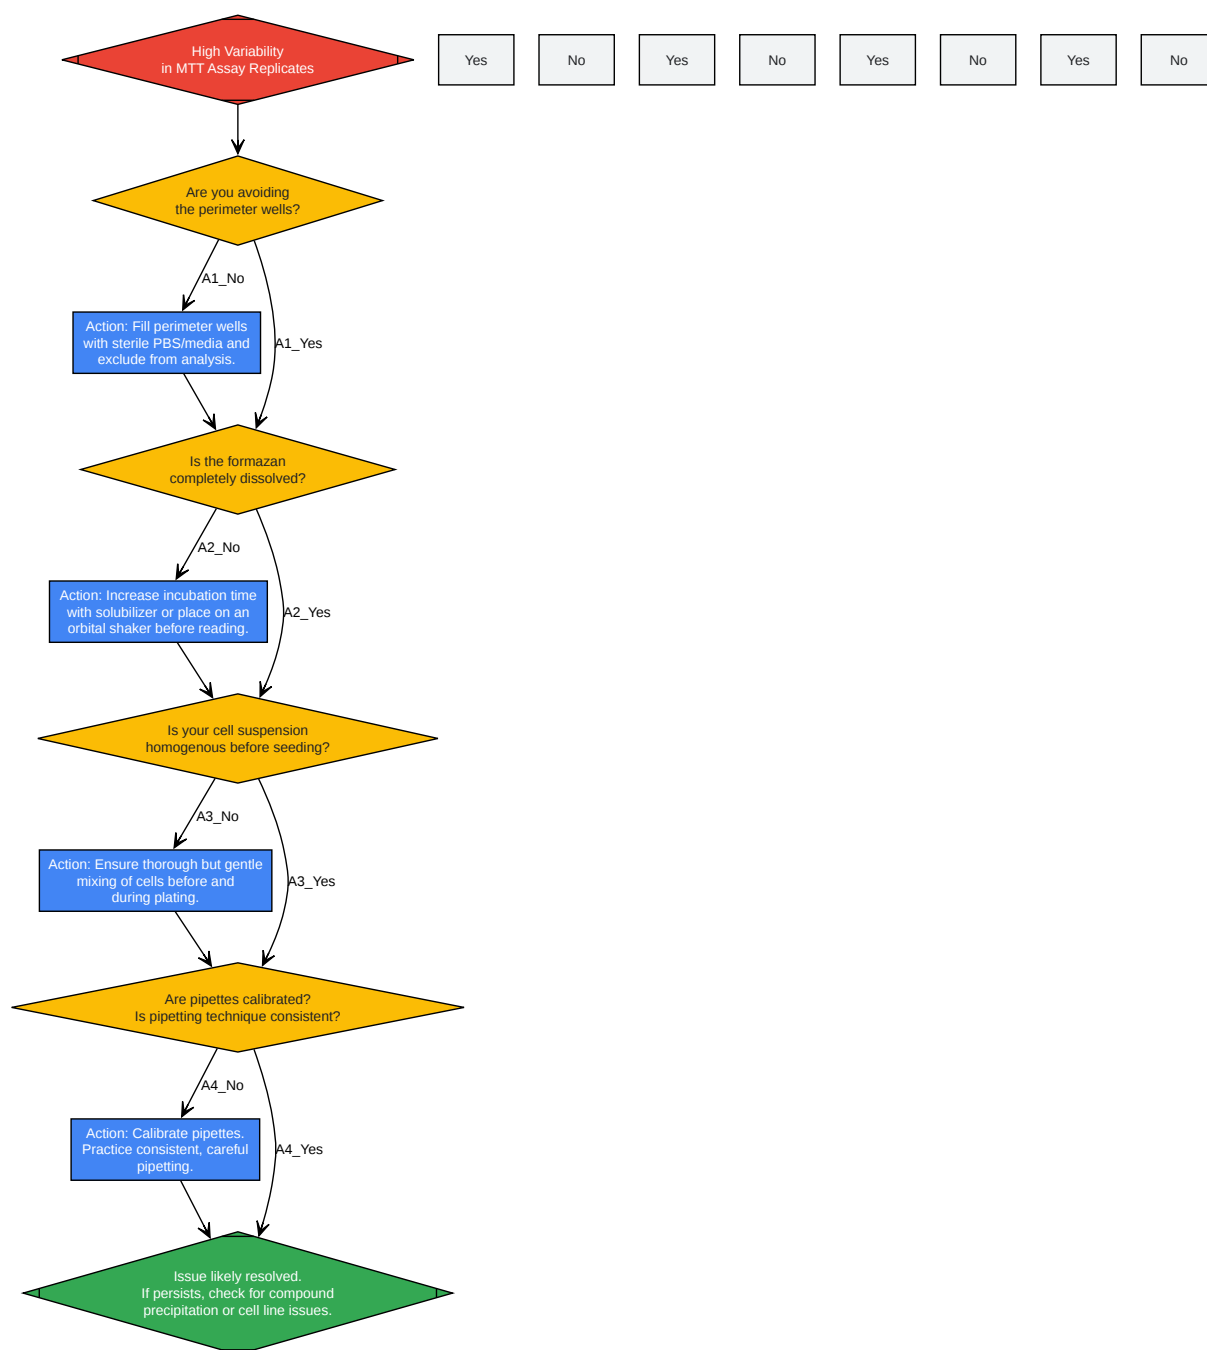 High Variability
in MTT Assay Replicates
Yes
No
Yes
No
Yes
No
Yes
No
Are you avoiding
the perimeter wells?
A1_No
Action: Fill perimeter wells
with sterile PBS/media and
exclude from analysis.
A1_Yes
Is the formazan
completely dissolved?
A2_No
Action: Increase incubation time
with solubilizer or place on an
orbital shaker before reading.
A2_Yes
Is your cell suspension
homogenous before seeding?
A3_No
Action: Ensure thorough but gentle
mixing of cells before and
during plating.
A3_Yes
Are pipettes calibrated?
Is pipetting technique consistent?
A4_No
Action: Calibrate pipettes.
Practice consistent, careful
pipetting.
A4_Yes
Issue likely resolved.
If persists, check for compound
precipitation or cell line issues.